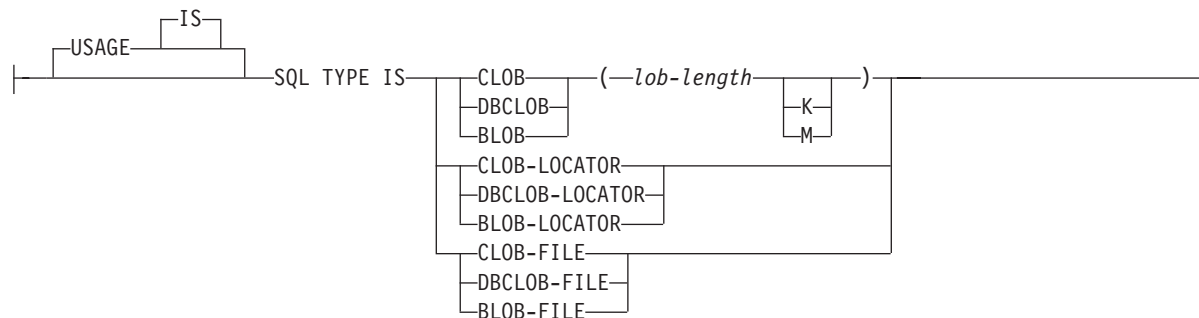 IS
USAGE
SQL TYPE IS CLOB ( lob-length )
DBCLOB K
BLOB M
CLOB-LOCATOR
DBCLOB-LOCATOR
BLOB-LOCATOR
CLOB-FILE
DBCLOB-FILE
BLOB-FILE